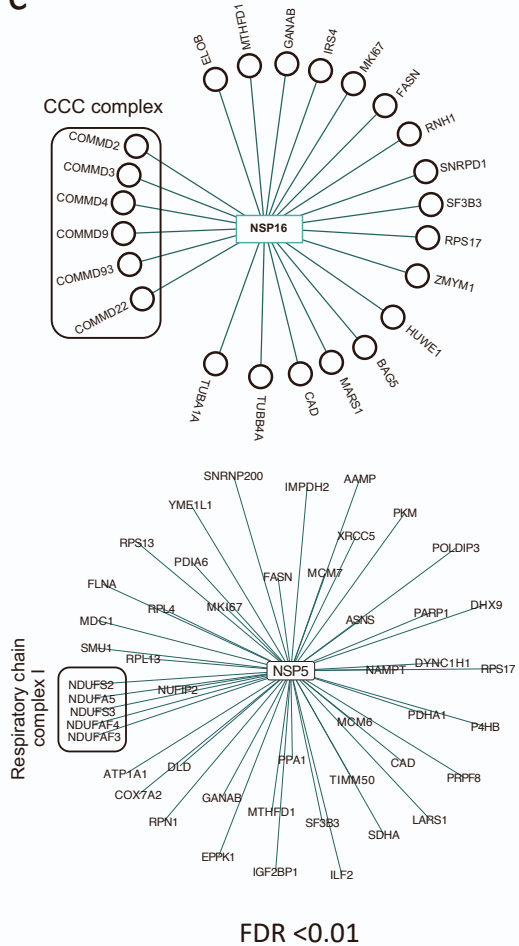 C
ELOB
MTHFD1
GANAB
IRS4
MKI67
FASN
RNH1
SNRPD1
SF3B3
RPS17
ZMYM1
HUWE1
BAG5
MARS1
CAD
TUBB4A
TUBA1A
CCC complex
COMMD2
COMMD3
COMMD4
COMMD9
COMMD93
COMMD22
NSP16
SNRNP200
IMPDH2
AAMP
YME1L1
PKM
RPS13
XRCC5
POLDIP3
PDIA6
FASN
MCM7
FLNA
RPL4
MKI67
ASNS
PARP1
DHX9
MDC1
SMU1
RPL13
NSP5
NAMPT
DYNC1H1
RPS17
Respiratory chain
complex I
NDUFS2
NDUFA5
NDUFS3
NDUFAF4
NDUFAF3
NUFIP2
MCM6
PDHA1
P4HB
ATP1A1
DLD
PPA1
CAD
PRPF8
COX7A2
GANAB
TIMM50
RPN1
MTHFD1
SF3B3
LARS1
SDHA
EPPK1
IGF2BP1
ILF2
FDR <0.01